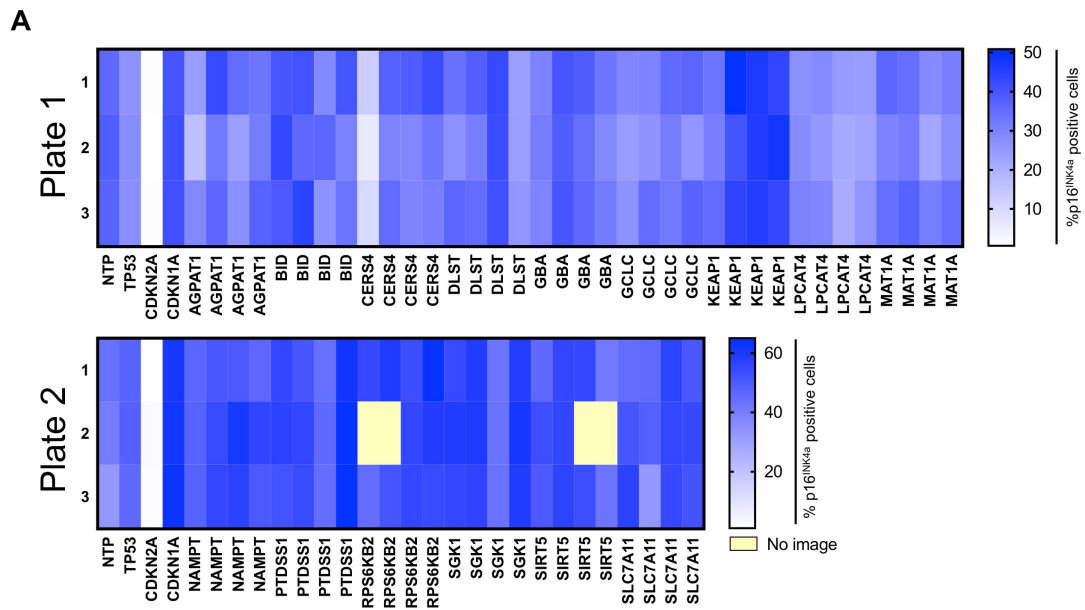 A
Plate 1
1
2
3
NTP
TP53
CDKN2A
CDKN1A
AGPAT1
AGPAT1
AGPAT1
AGPAT1
BID
BID
BID
BID
CERS4
CERS4
CERS4
CERS4
DLST
DLST
DLST
DLST
GBA
GBA
GBA
GBA
GCLC
GCLC
GCLC
GCLC
KEAP1
KEAP1
KEAP1
KEAP1
LPCAT4
LPCAT4
LPCAT4
LPCAT4
MAT1A
MAT1A
MAT1A
MAT1A
50
40
30
20
10
%p16INK4a positive cells
Plate 2
1
2
3
NTP
TP53
CDKN2A
CDKN1A
NAMPT
NAMPT
NAMPT
NAMPT
PTDSS1
PTDSS1
PTDSS1
PTDSS1
RPS6KB2
RPS6KB2
RPS6KB2
RPS6KB2
SGK1
SGK1
SGK1
SGK1
SIRT5
SIRT5
SIRT5
SIRT5
SLC7A11
SLC7A11
SLC7A11
SLC7A11
60
40
20
% p16INK4a positive cells
No image